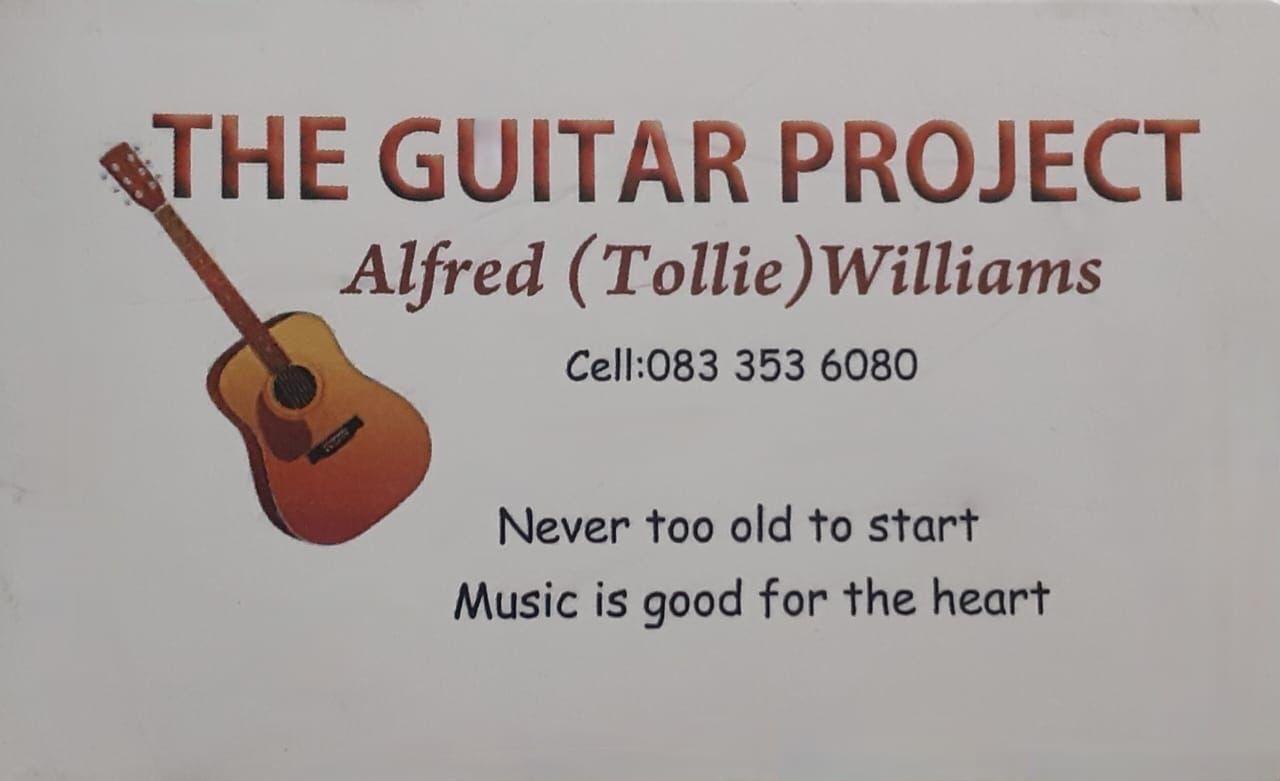 THE GUITAR PROJECT
Alfred (Tollie)Williams
Cell:083 353 6080
Never too old to start
Music is good for the heart